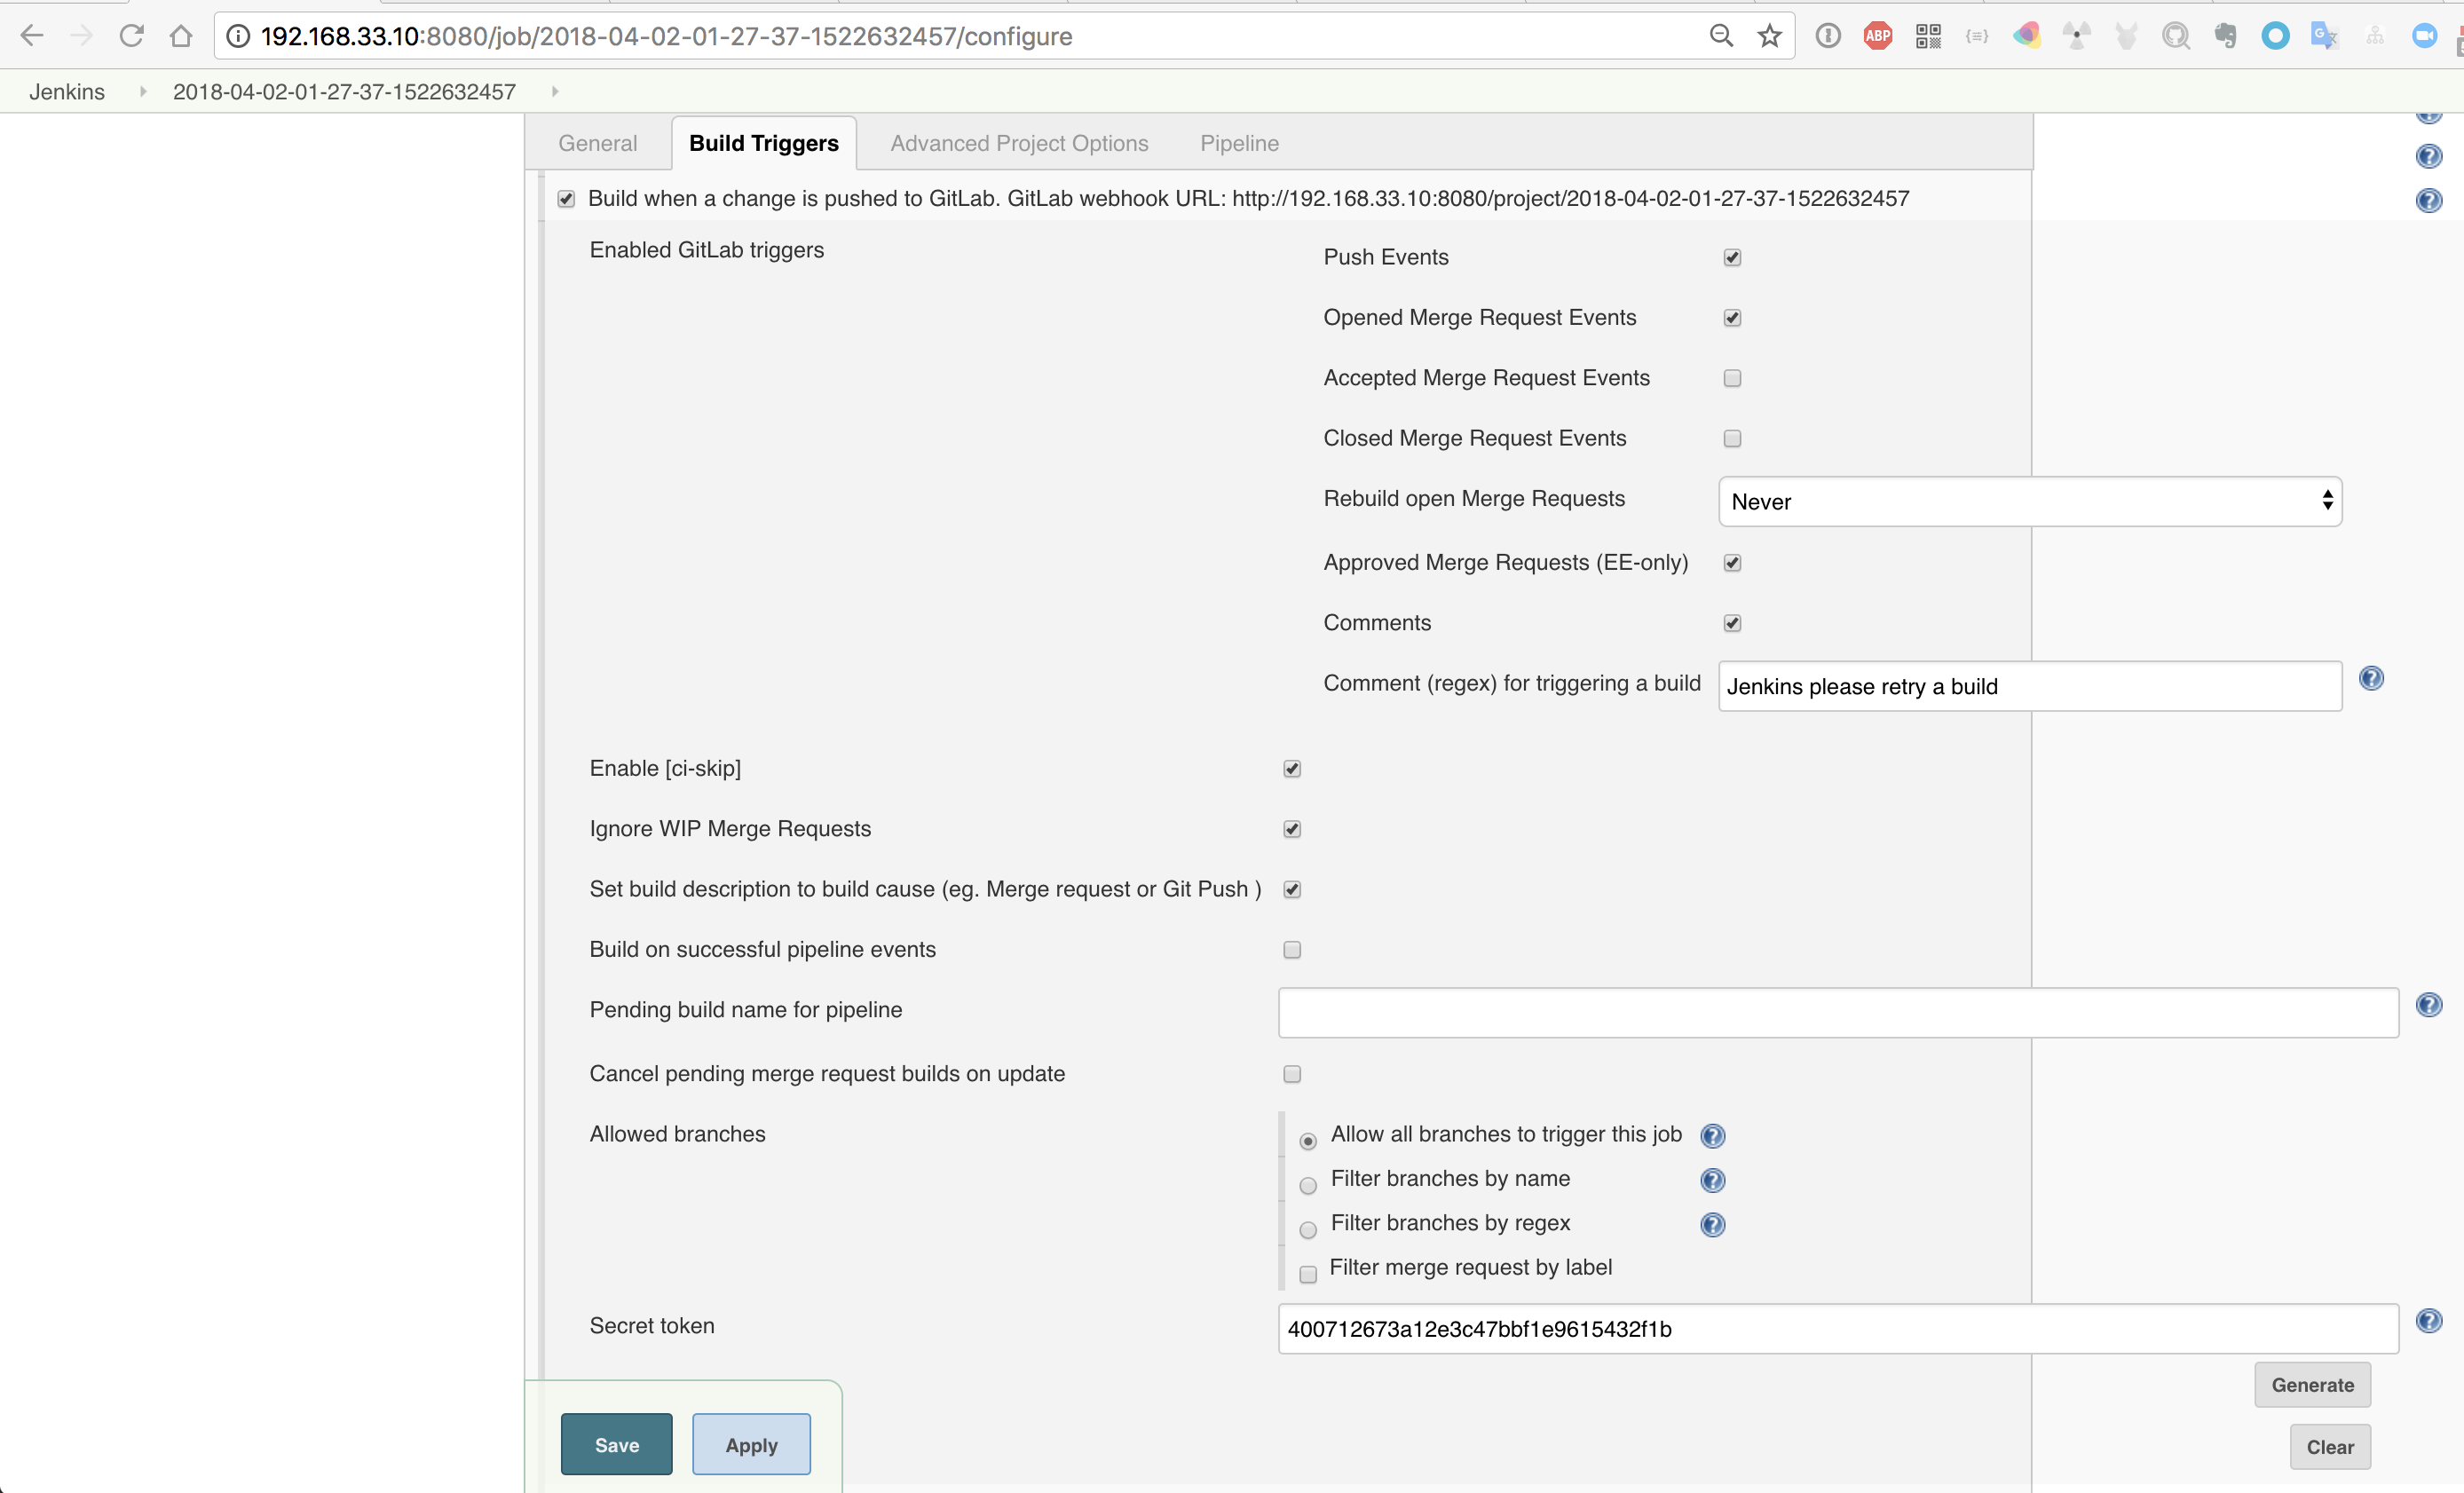 192.168.33.10:8080/job/2018-04-02-01-27-37-1522632457/configure
ABP
Jenkins 2018-04-02-01-27-37-1522632457
General Build Triggers Advanced Project Options Pipeline
Build when a change is pushed to GitLab. GitLab webhook URL: http://192.168.33.10:8080/project/2018-04-02-01-27-37-1522632457
Enabled GitLab triggers
Push Events
Opened Merge Request Events
Accepted Merge Request Events
Closed Merge Request Events
Rebuild open Merge Requests Never
Approved Merge Requests (EE-only)
Comments
Comment (regex) for triggering a build Jenkins please retry a build
Enable [ci-skip]
Ignore WIP Merge Requests
Set build description to build cause (eg. Merge request or Git Push )
Build on successful pipeline events
Pending build name for pipeline
Cancel pending merge request builds on update
Allowed branches
Allow all branches to trigger this job
Filter branches by name
Filter branches by regex
Filter merge request by label
Secret token 400712673a12e3c47bbf1e9615432f1b
Generate
Save Apply
Clear